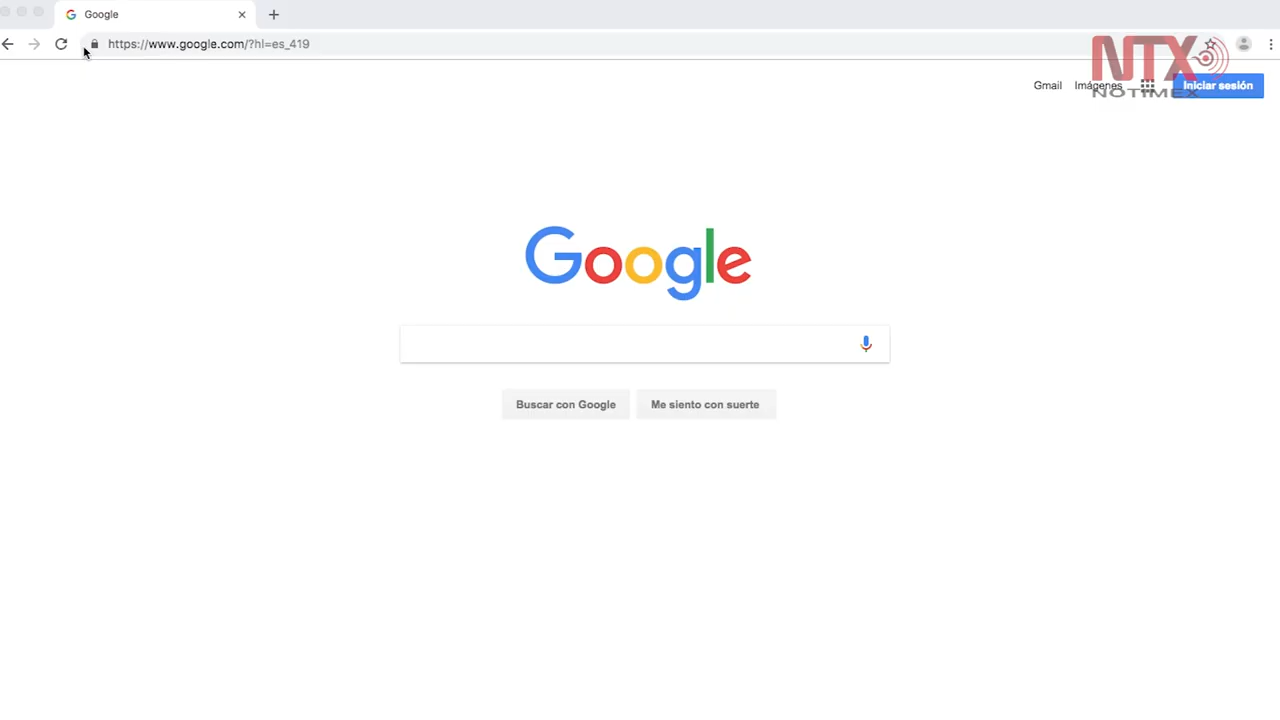 Google
https://www.google.com/?hl=es_419
Gmail Imágenes Iniciar sesión
NTX
NOTIMEX
Google
Buscar con Google Me siento con suerte